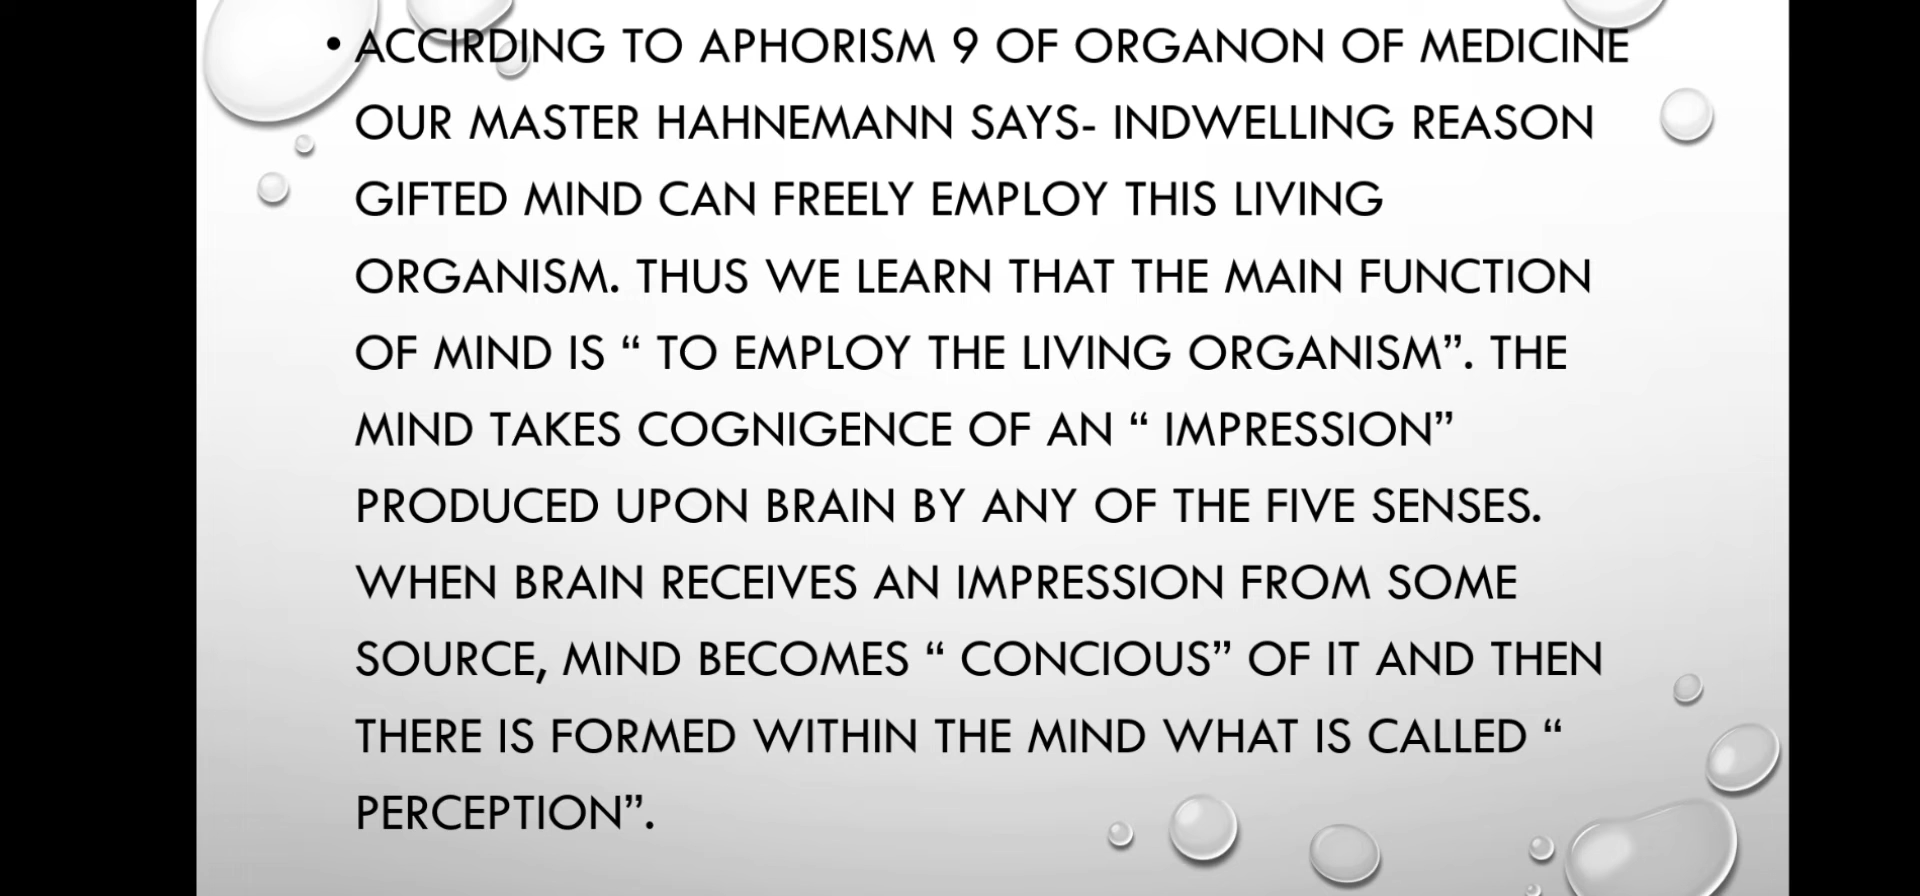 • ACCIRDING TO APHORISM 9 OF ORGANON OF MEDICINE
OUR MASTER HAHNEMANN SAYS- INDWELLING REASON
GIFTED MIND CAN FREELY EMPLOY THIS LIVING
ORGANISM. THUS WE LEARN THAT THE MAIN FUNCTION
OF MIND IS “ TO EMPLOY THE LIVING ORGANISM”. THE
MIND TAKES COGNIGENCE OF AN “ IMPRESSION”
PRODUCED UPON BRAIN BY ANY OF THE FIVE SENSES.
WHEN BRAIN RECEIVES AN IMPRESSION FROM SOME
SOURCE, MIND BECOMES “ CONCIOUS” OF IT AND THEN
THERE IS FORMED WITHIN THE MIND WHAT IS CALLED “
PERCEPTION”.